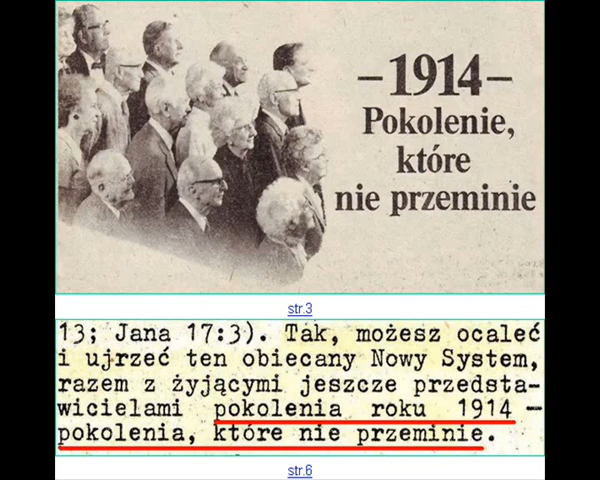 –1914–
Pokolenie,
które
nie przeminie
str.3
13; Jana 17:3). Tak, możesz ocaleć
i ujrzeć ten obiecany Nowy System,
razem z żyjącymi jeszcze przedsta-
wicielami pokolenia roku 1914 –
pokolenia, które nie przeminie.
str.6